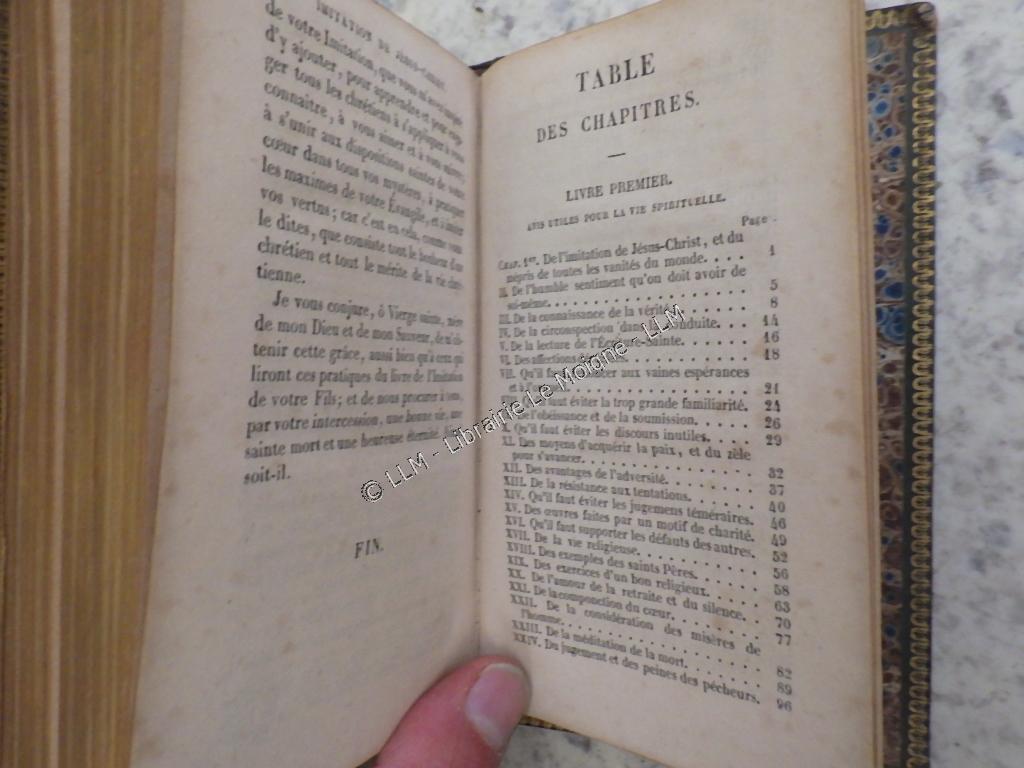 IMITATION DE JÉSUS-CHRIST.
de votre Imitation, que vous m'avez inspiré
d'y ajouter, pour apprendre et pour enga-
ger tous les chrétiens à s'appliquer à vous
connaitre, à vous aimer et à vous suivre;
à s'unir aux dispositions saintes de votre
cœur dans tous vos mystères, à pratiquer
les maximes de votre Évangile, et à imiter
vos vertus; car c'est en cela, comme vous
le dites, que consiste tout le bonheur d'un
chrétien et tout le mérite de la vie chré-
tienne.
Je vous conjure, ô Vierge sainte, mère
de mon Dieu et de mon Sauveur, de m'ob-
tenir cette grâce, aussi bien qu'à ceux qui
liront ces pratiques du livre de l'Imitation
de votre Fils; et de nous procurer à tous,
par votre intercession, une bonne vie, une
sainte mort et une heureuse éternité.
soit-il.
FIN.
TABLE
DES CHAPITRES.
LIVRE PREMIER.
AVIS UTILES POUR LA VIE SPIRITUELLE.
Page
CHAP. 1er. De l'imitation de Jésus-Christ, et du
mépris de toutes les vanités du monde. . . . 1
II. De l'humble sentiment qu'on doit avoir de
soi-même. . . . 5
III. De la connaissance de la vérité. . . . 8
IV. De la circonspection dans la conduite. . . 14
V. De la lecture de l'Écriture-Sainte. . . . 16
VI. Des affections . . . 18
VII. Qu'il faut aux vaines espérances
et à . . . 21
faut éviter la trop grande familiarité. 24
De l'obéissance et de la soumission. . . . 26
Qu'il faut éviter les discours inutiles. . . 29
XI. Des moyens d'acquérir la paix, et du zèle
pour s'avancer. . . . 32
XII. Des avantages de l'adversité. . . . 37
XIII. De la résistance aux tentations. . . . 40
XIV. Qu'il faut éviter les jugemens téméraires. 46
XV. Des œuvres faites par un motif de charité. 49
XVI. Qu'il faut supporter les défauts des autres. 52
XVII. De la vie religieuse. . . . 56
XVIII. Des exemples des saints Pères. . . . 58
XIX. Des exercices d'un bon religieux. . . . 63
XX. De l'amour de la retraite et du silence. . 70
XXI. De la componction du cœur. . . . 77
XXII. De la considération des misères de
l'homme. . . . 82
XXIII. De la méditation de la mort. . . . 89
XXIV. Du jugement et des peines des pécheurs. 96
© LLM - Librairie Le Moigne - LLM